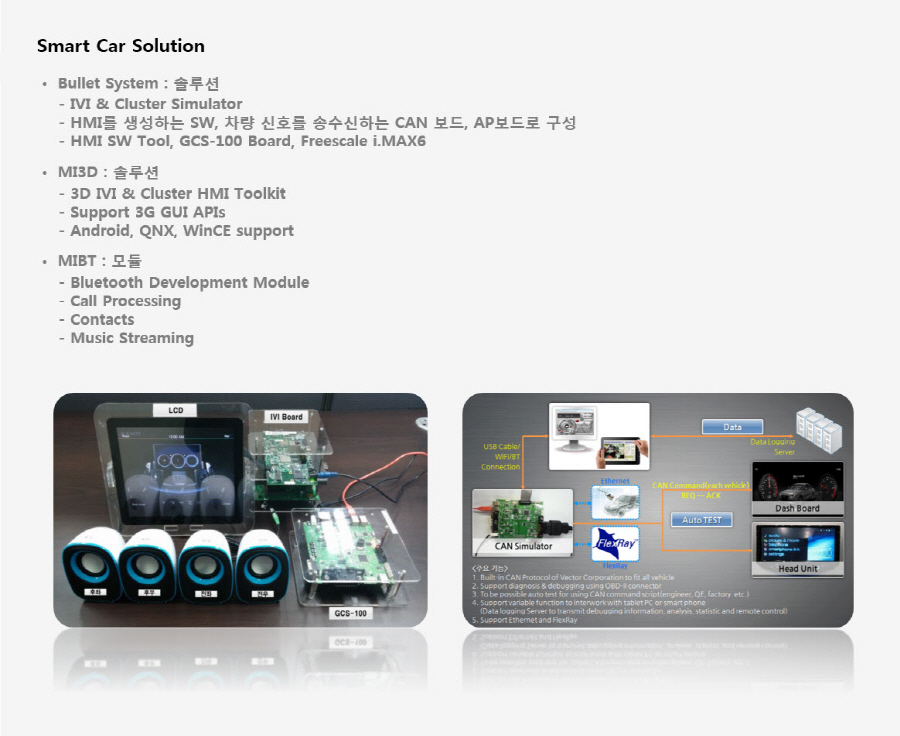 Smart Car Solution
• Bullet System : 솔루션
- IVI & Cluster Simulator
- HMI를 생성하는 SW, 차량 신호를 송수신하는 CAN 보드, AP보드로 구성
- HMI SW Tool, GCS-100 Board, Freescale i.MAX6
• MI3D : 솔루션
- 3D IVI & Cluster HMI Toolkit
- Support 3G GUI APIs
- Android, QNX, WinCE support
• MIBT : 모듈
- Bluetooth Development Module
- Call Processing
- Contacts
- Music Streaming
LCD
IVI Board
후좌
후우
전좌
전우
GCS-100
USB Cable/
WiFi/BT
Connection
Data
Data Logging
Server
Ethernet
CAN Command(each vehicle)
REQ --- ACK
Auto TEST
Dash Board
CAN Simulator
FlexRay
FlexRay
Head Unit
<주요 기능>
1. Built-in CAN Protocol of Vector Corporation to fit all vehicle
2. Support diagnosis & debugging using OBD-II connector
3. To be possible auto test for using CAN command script(engineer, QE, factory etc.)
4. Support variable function to interwork with tablet PC or smart phone
(Data logging Server to transmit debugging information, analysis, statistic and remote control)
5. Support Ethernet and FlexRay